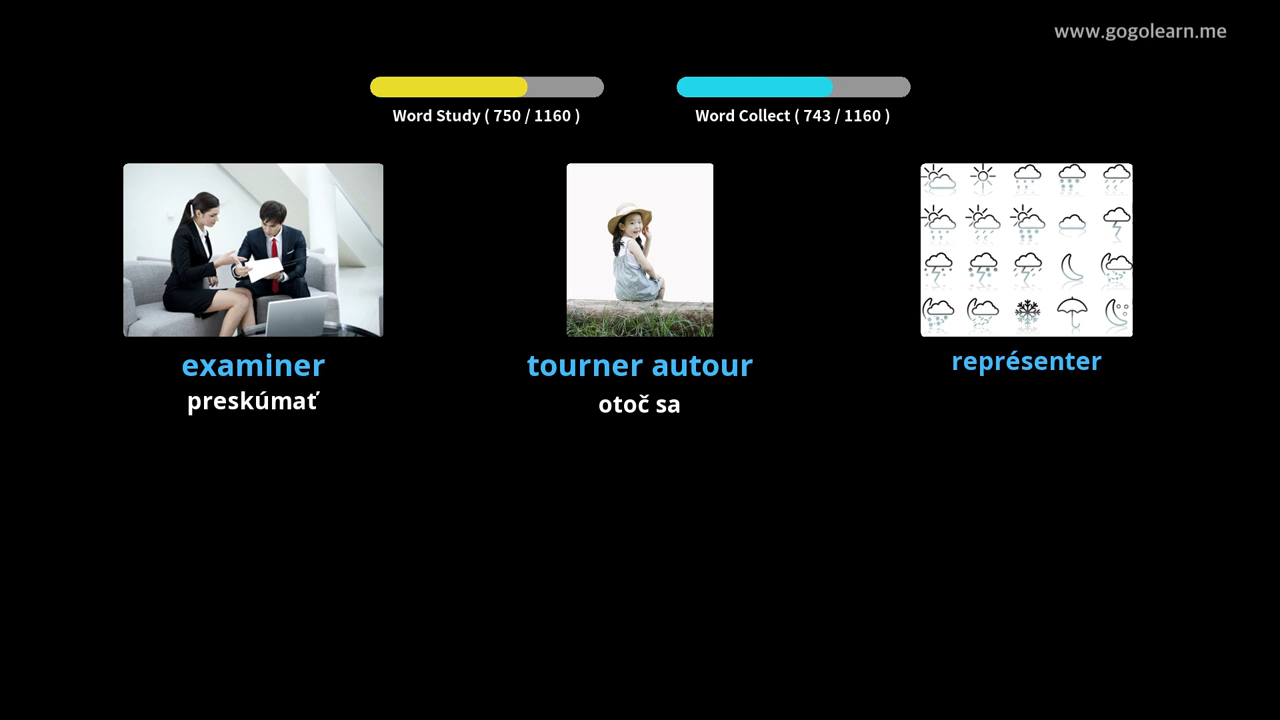 www.gogolearn.me
Word Study ( 750 / 1160 )
Word Collect ( 743 / 1160 )
examiner
preskúmať
tourner autour
otoč sa
représenter